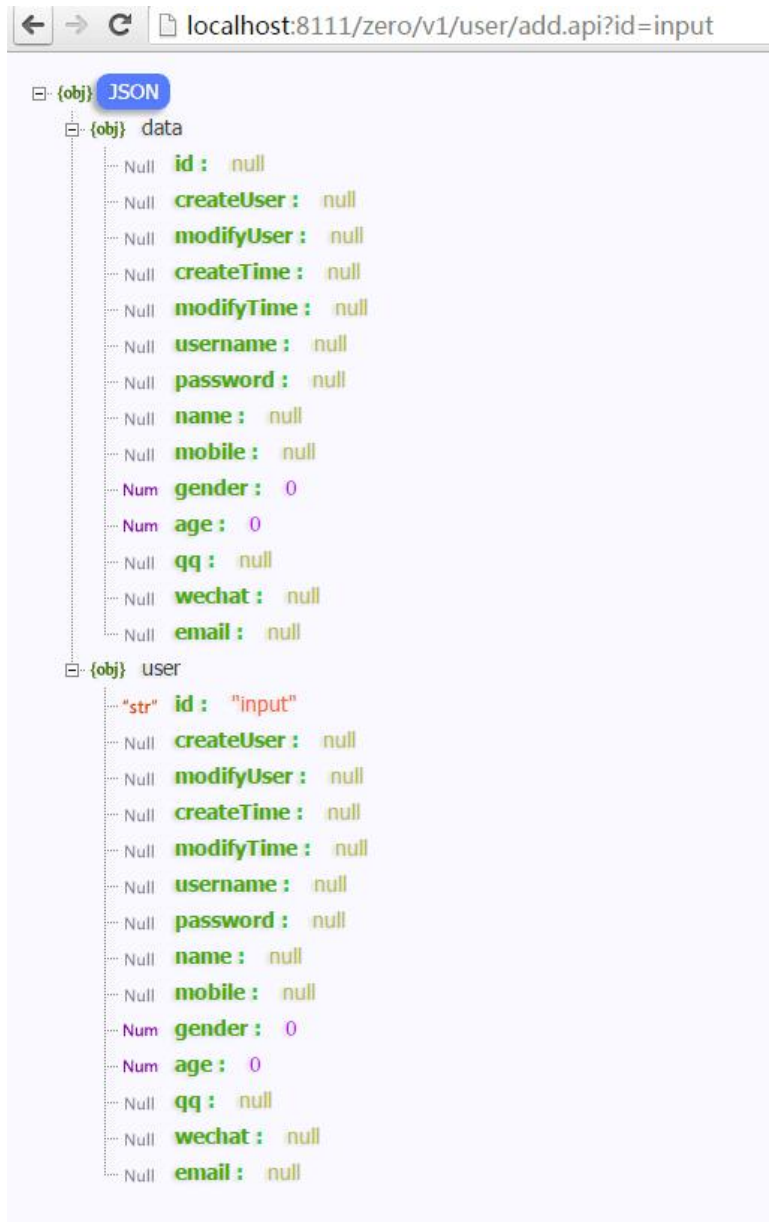 localhost:8111/zero/v1/user/add.api?id=input
{obj} JSON
{obj} data
Null id : null
Null createUser : null
Null modifyUser : null
Null createTime : null
Null modifyTime : null
Null username : null
Null password : null
Null name : null
Null mobile : null
Num gender : 0
Num age : 0
Null qq : null
Null wechat : null
Null email : null
{obj} user
"str" id : "input"
Null createUser : null
Null modifyUser : null
Null createTime : null
Null modifyTime : null
Null username : null
Null password : null
Null name : null
Null mobile : null
Num gender : 0
Num age : 0
Null qq : null
Null wechat : null
Null email : null